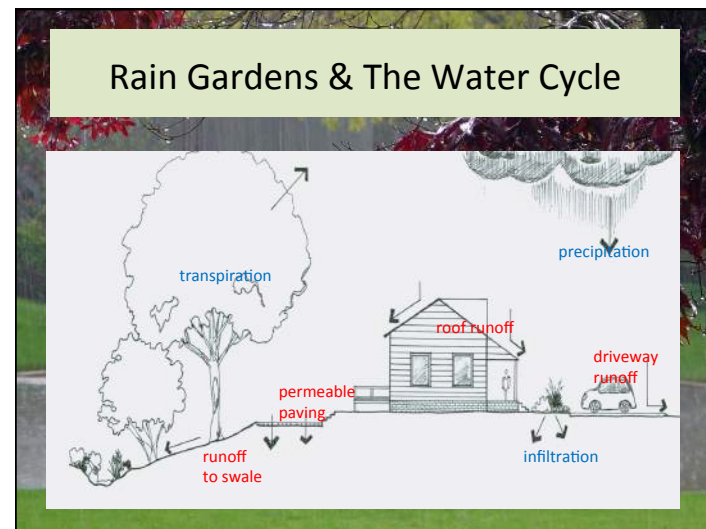 Rain Gardens & The Water Cycle
precipitation
transpiration
roof runoff
driveway
runoff
permeable
paving
runoff
to swale
infiltration